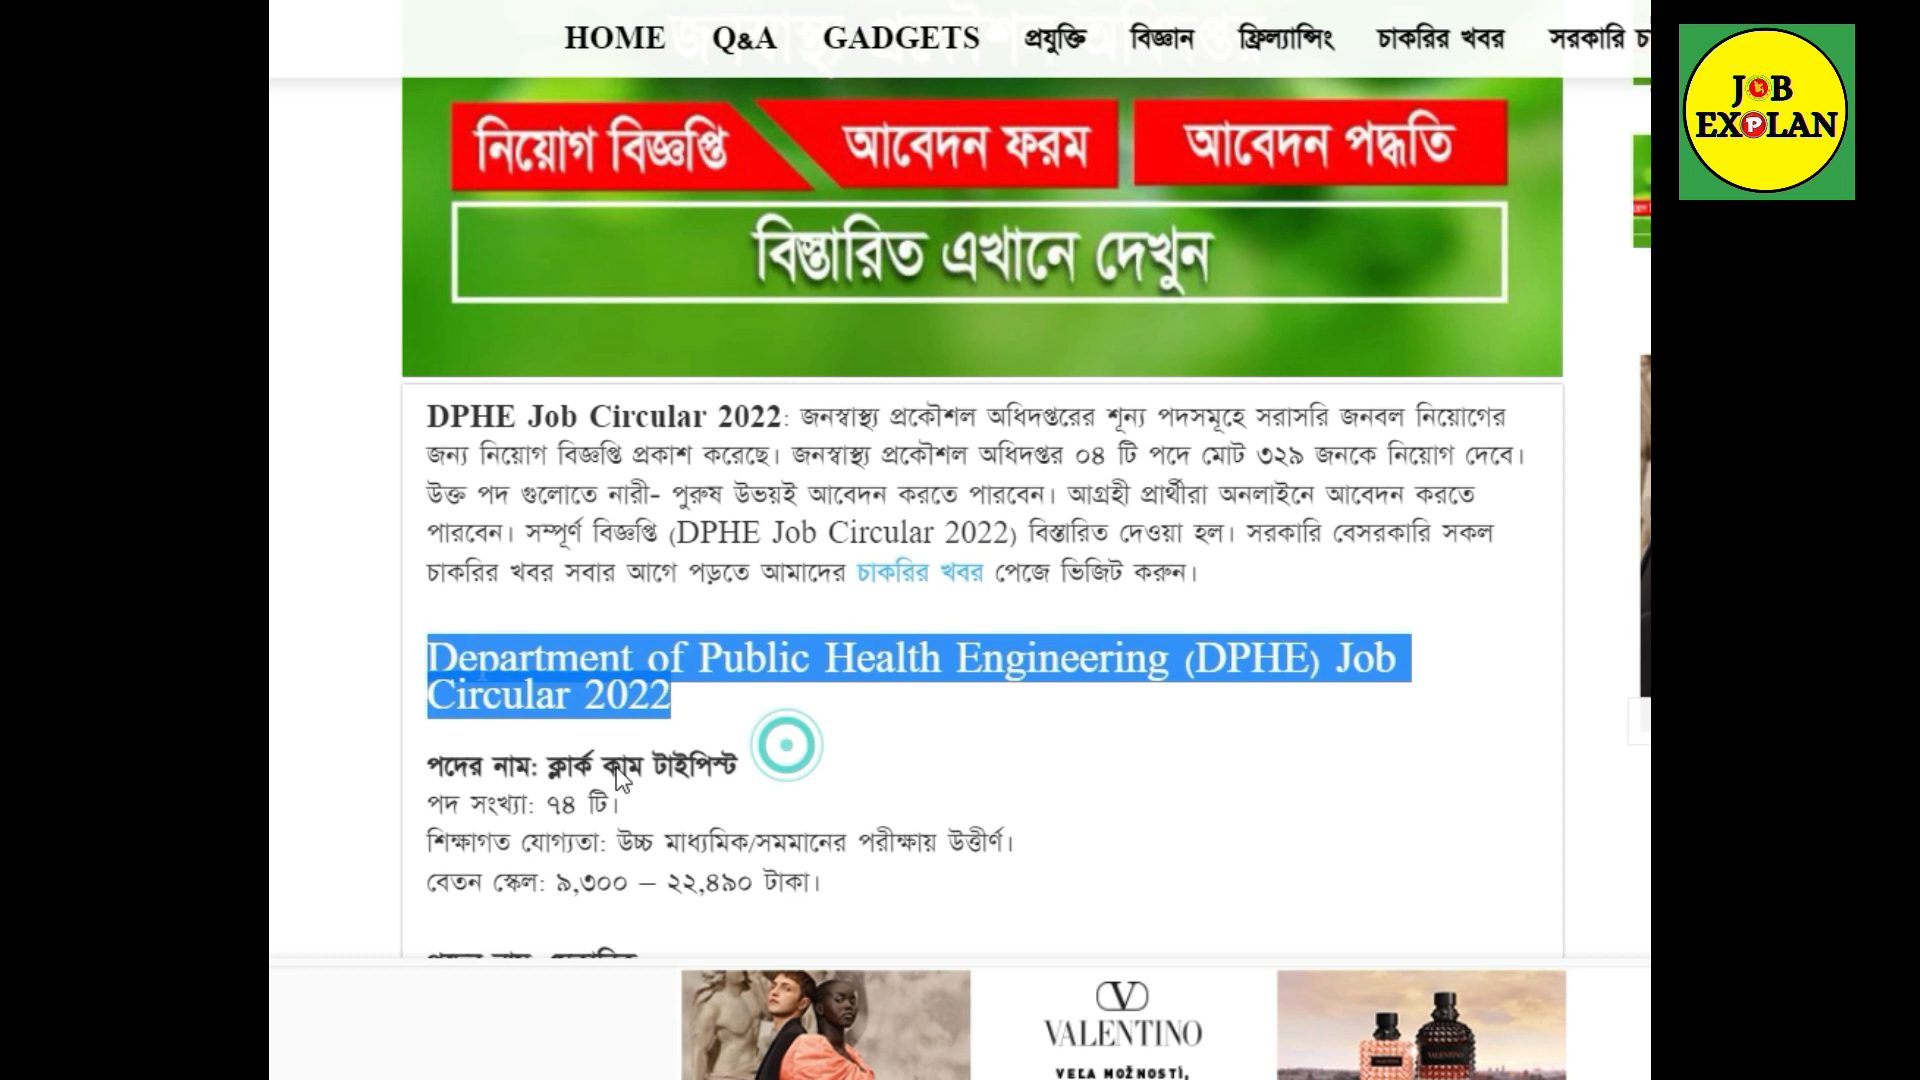 HOME Q&A GADGETS প্রযুক্তি বিজ্ঞান ফ্রিল্যান্সিং চাকরির খবর সরকারি
JOB
EXPLAN
নিয়োগ বিজ্ঞপ্তি আবেদন ফরম আবেদন পদ্ধতি
বিস্তারিত এখানে দেখুন
DPHE Job Circular 2022: জনস্বাস্থ্য প্রকৌশল অধিদপ্তরের শূন্য পদসমূহে সরাসরি জনবল নিয়োগের
জন্য নিয়োগ বিজ্ঞপ্তি প্রকাশ করেছে। জনস্বাস্থ্য প্রকৌশল অধিদপ্তর ০৪ টি পদে মোট ৩২৯ জনকে নিয়োগ দেবে।
উক্ত পদ গুলোতে নারী- পুরুষ উভয়ই আবেদন করতে পারবেন। আগ্রহী প্রার্থীরা অনলাইনে আবেদন করতে
পারবেন। সম্পূর্ণ বিজ্ঞপ্তি (DPHE Job Circular 2022) বিস্তারিত দেওয়া হল। সরকারি বেসরকারি সকল
চাকরির খবর সবার আগে পড়তে আমাদের চাকরির খবর পেজে ভিজিট করুন।
Department of Public Health Engineering (DPHE) Job
Circular 2022
পদের নাম: ক্লার্ক কাম টাইপিস্ট
পদ সংখ্যা: ৭৪ টি।
শিক্ষাগত যোগ্যতা: উচ্চ মাধ্যমিক/সমমানের পরীক্ষায় উত্তীর্ণ।
বেতন স্কেল: ৯,৩০০ – ২২,৪৯০ টাকা।
VALENTINO
VEĽA MOŽNOSTÍ,